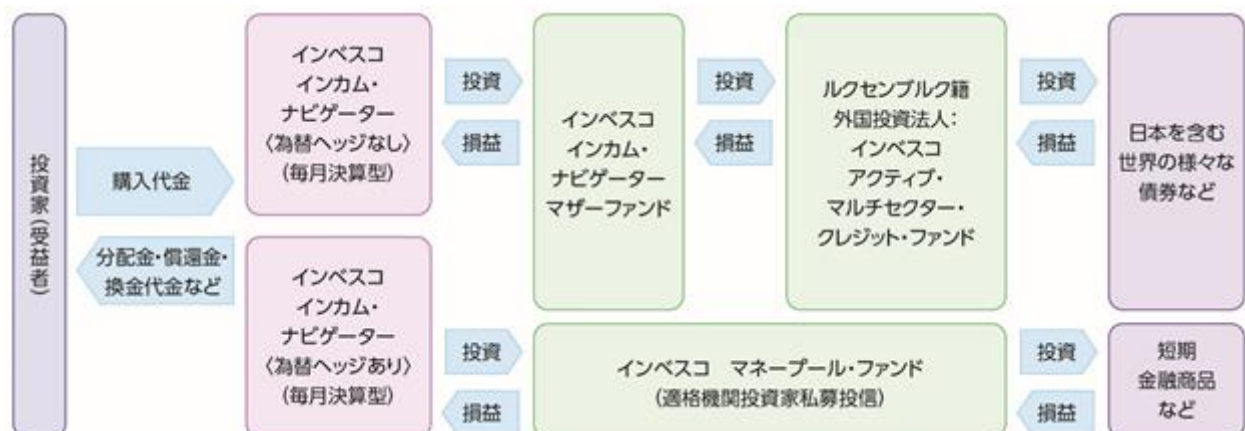 投資家（受益者）
購入代金
分配金・償還金・
換金代金など
インベスコ
インカム・
ナビゲーター
〈為替ヘッジなし〉
（毎月決算型）
投資
損益
インベスコ
インカム・
ナビゲーター
マザーファンド
投資
損益
ルクセンブルク籍
外国投資法人：
インベスコ
アクティブ・
マルチセクター・
クレジット・ファンド
投資
損益
日本を含む
世界の様々な
債券など
インベスコ
インカム・
ナビゲーター
〈為替ヘッジあり〉
（毎月決算型）
投資
損益
インベスコ　マネープール・ファンド
（適格機関投資家私募投信）
投資
損益
短期
金融商品
など